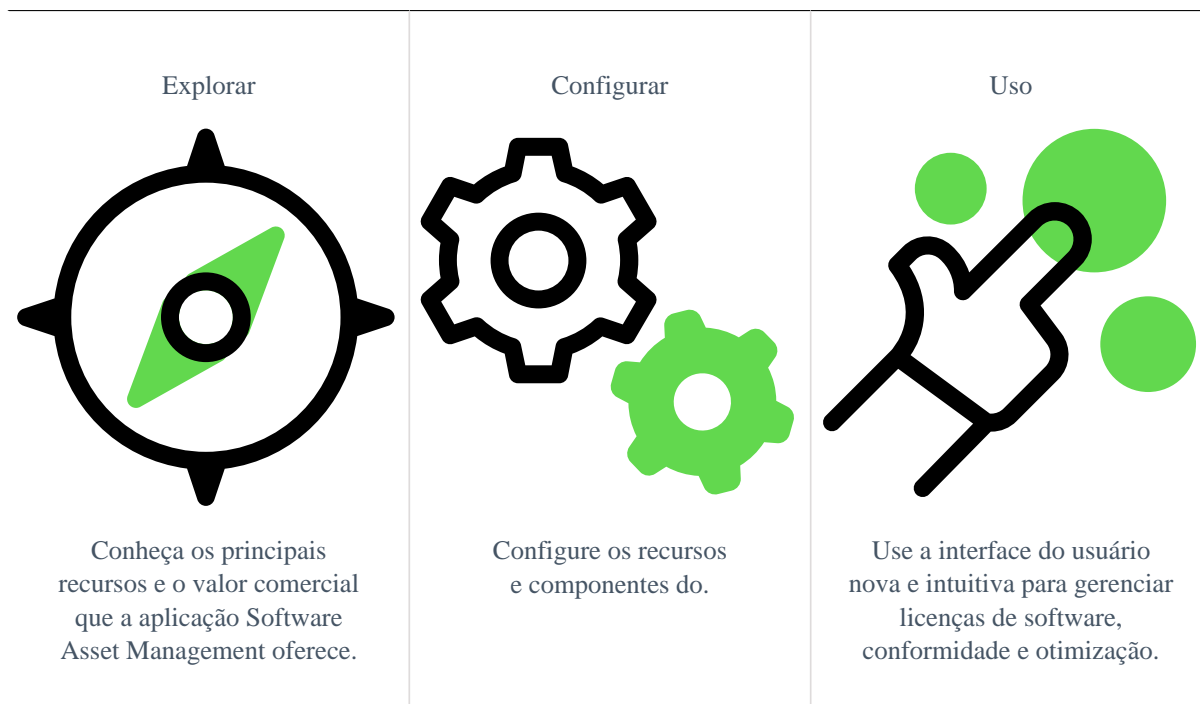 Explorar
Conheça os principais
recursos e o valor comercial
que a aplicação Software
Asset Management oferece.
Configurar
Configure os recursos
e componentes do.
Uso
Use a interface do usuário
nova e intuitiva para gerenciar
licenças de software,
conformidade e otimização.